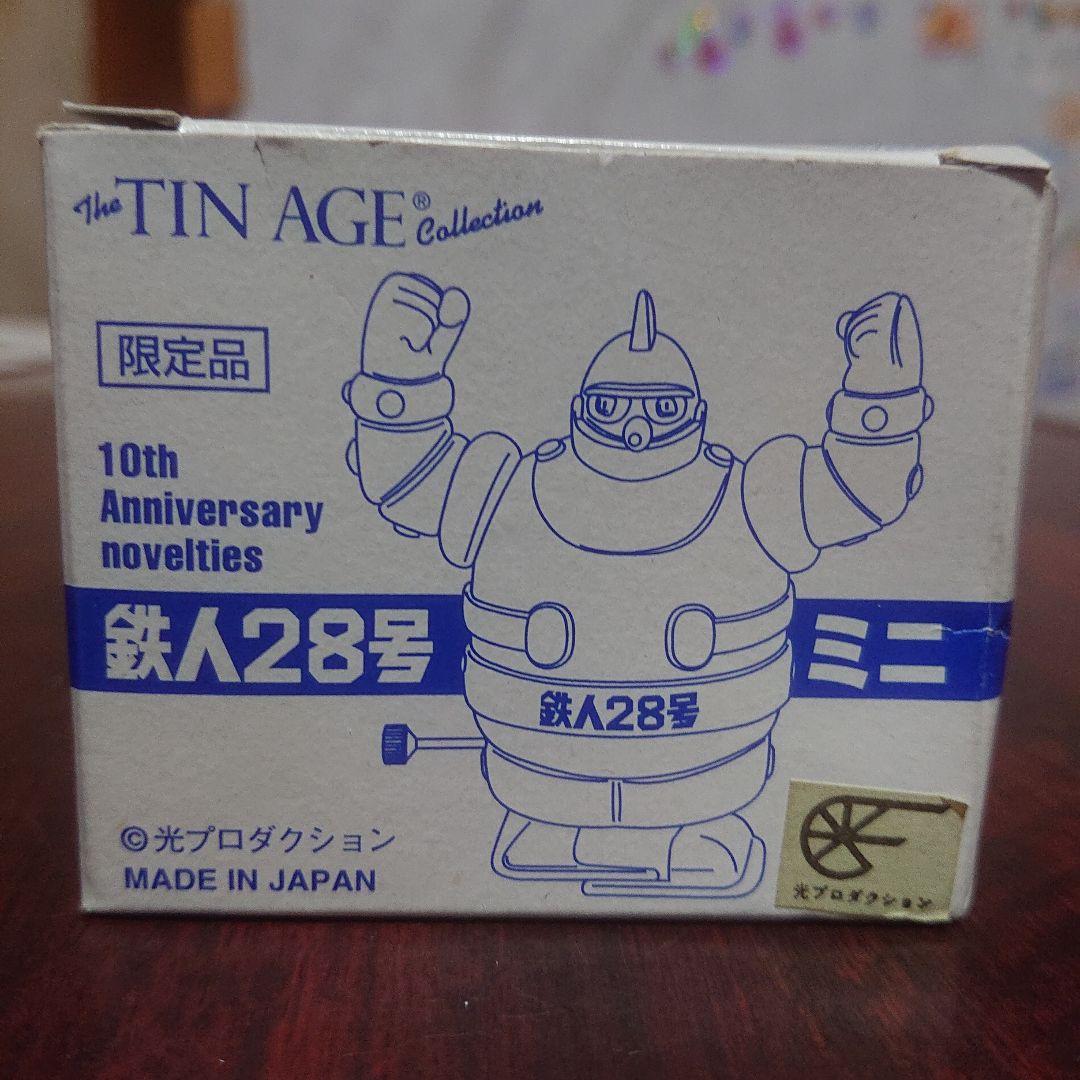 The TIN AGE® Collection
限定品
10th
Anniversary
novelties
鉄人28号 ミニ
鉄人28号
©光プロダクション
MADE IN JAPAN
光プロダクション